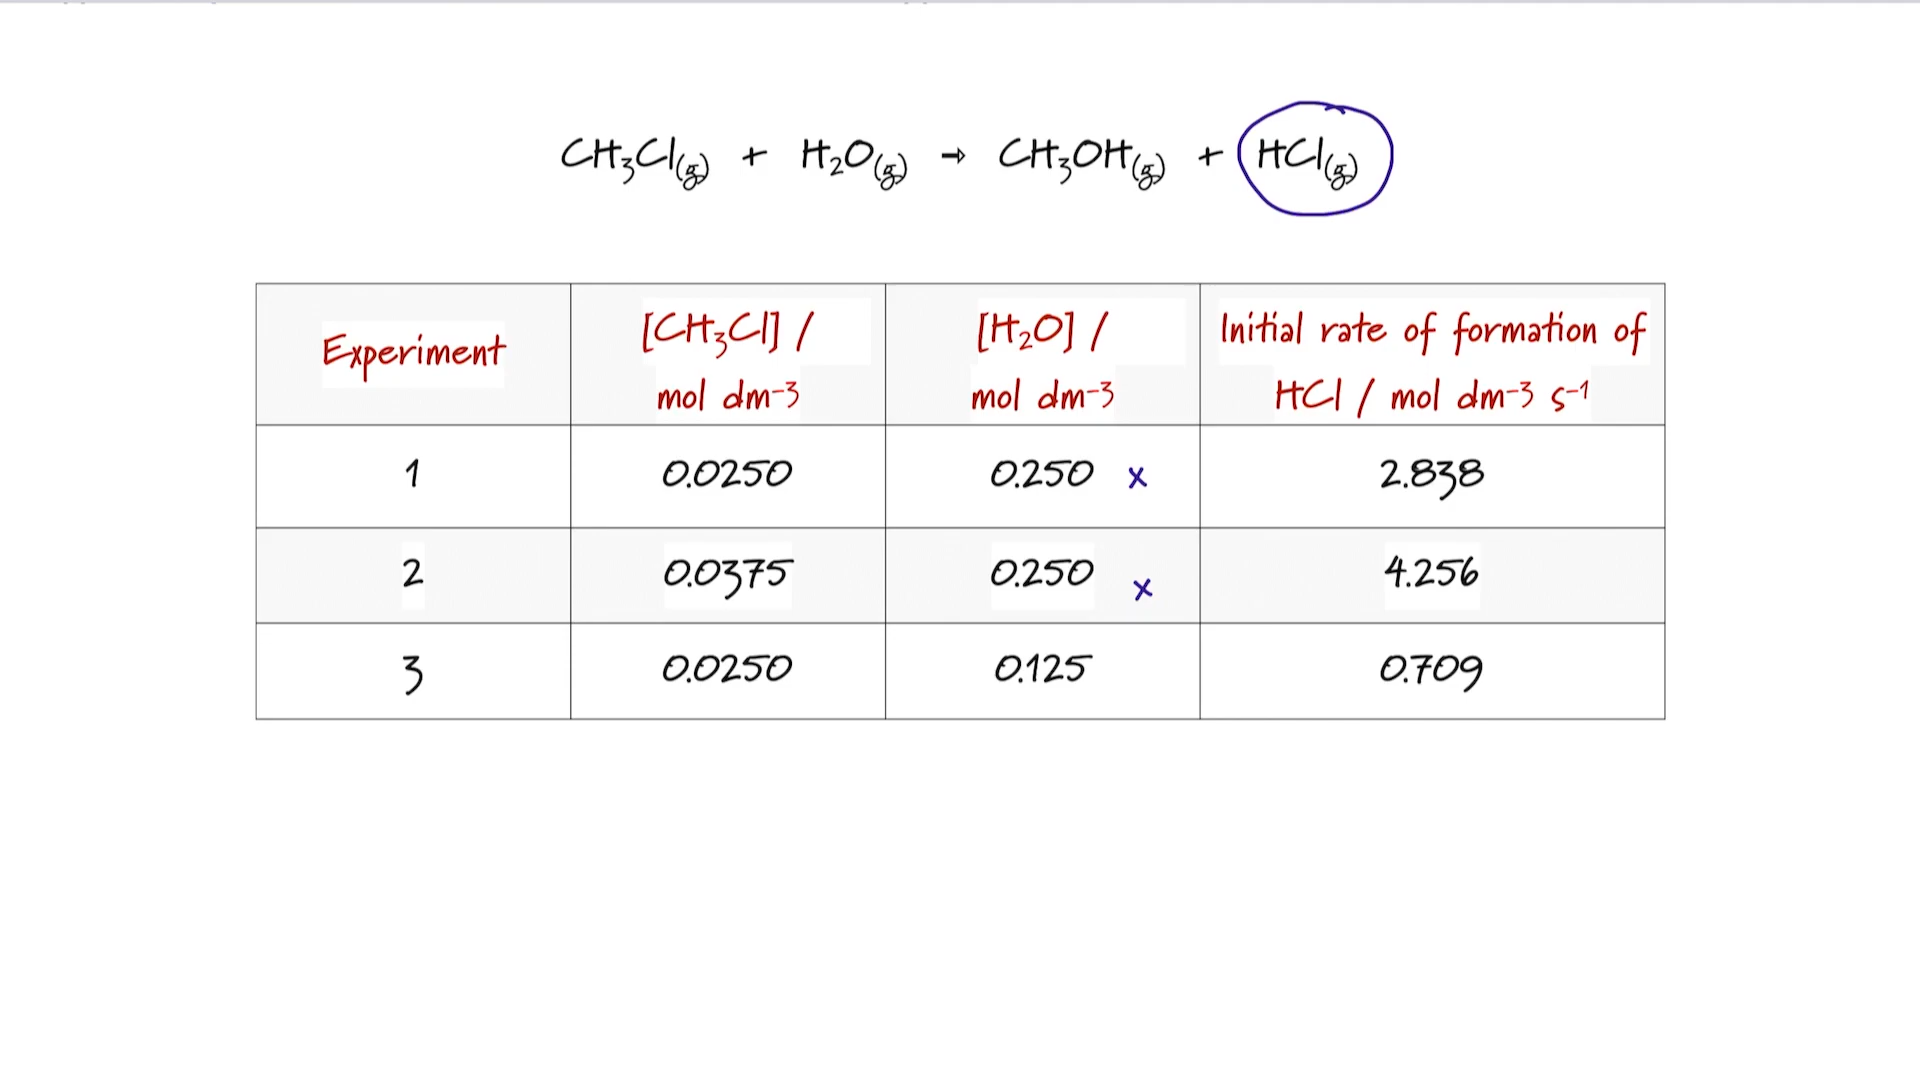 CH₃Cl(g) + H₂O(g) → CH₃OH(g) + HCl(g)
Experiment [CH₃Cl] / mol dm⁻³ [H₂O] / mol dm⁻³ Initial rate of formation of HCl / mol dm⁻³ s⁻¹
1 0.0250 0.250 x 2.838
2 0.0375 0.250 x 4.256
3 0.0250 0.125 0.709